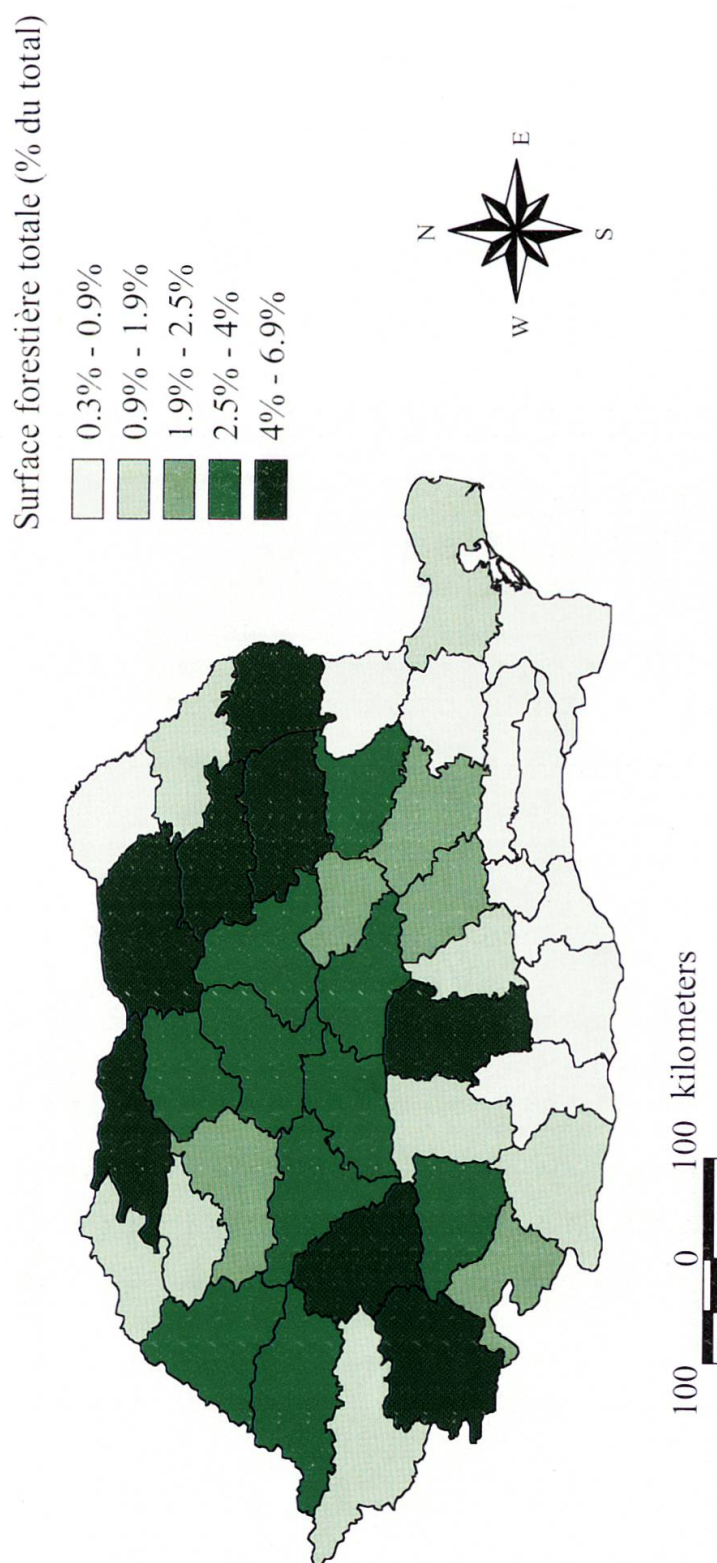 Surface forestière totale (% du total)
0.3% - 0.9%
0.9% - 1.9%
1.9% - 2.5%
2.5% - 4%
4% - 6.9%
N
W
E
S
100
0
100 kilometers